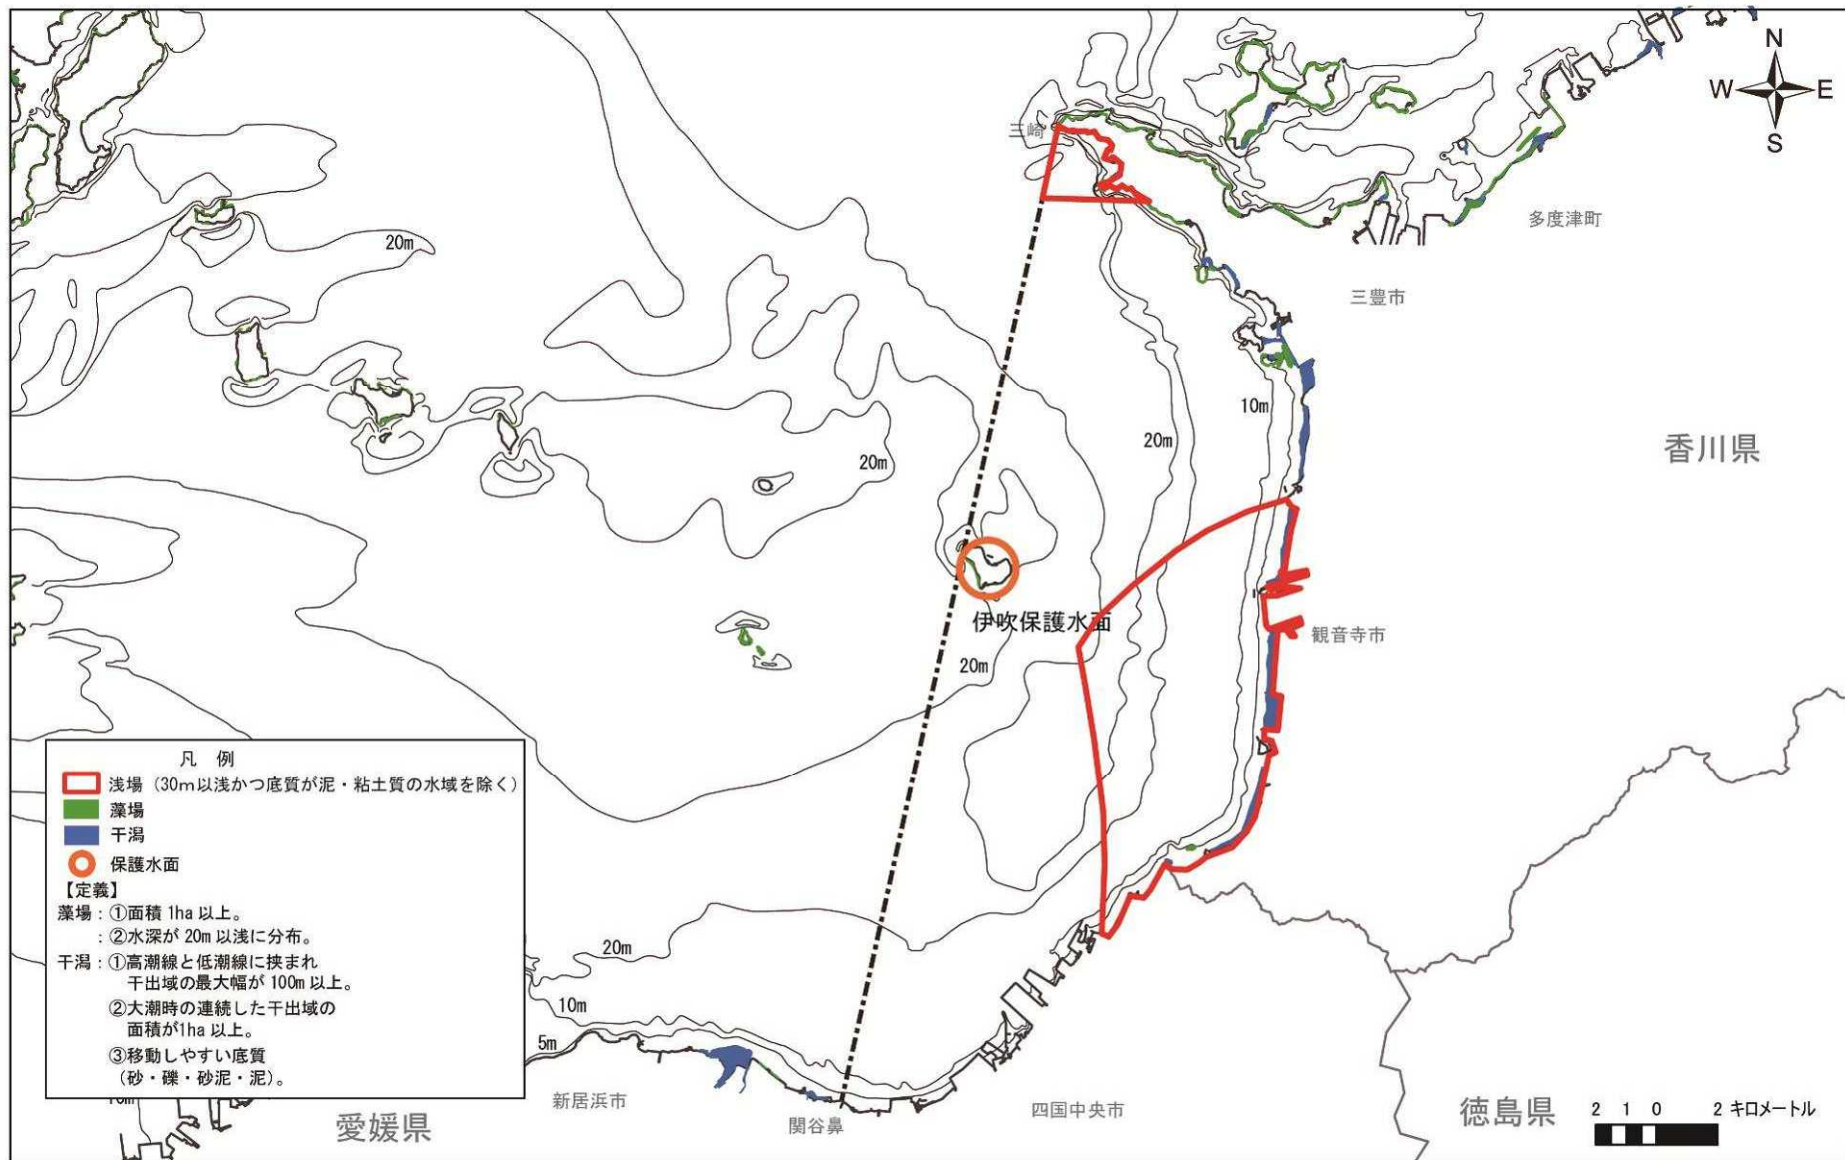 N
W E
S
三崎
多度津町
20m
三豊市
10m
20m
香川県
20m
伊吹保護水面
観音寺市
20m
凡 例
浅場（30m以浅かつ底質が泥・粘土質の水域を除く）
藻場
干潟
保護水面
【定義】
藻場：①面積 1ha 以上。
：②水深が 20m 以浅に分布。
干潟：①高潮線と低潮線に挟まれ
干出域の最大幅が 100m 以上。
②大潮時の連続した干出域の
面積が1ha 以上。
③移動しやすい底質
（砂・礫・砂泥・泥）。
20m
10m
5m
新居浜市
愛媛県
関谷鼻
四国中央市
徳島県
2 1 0 2 キロメートル